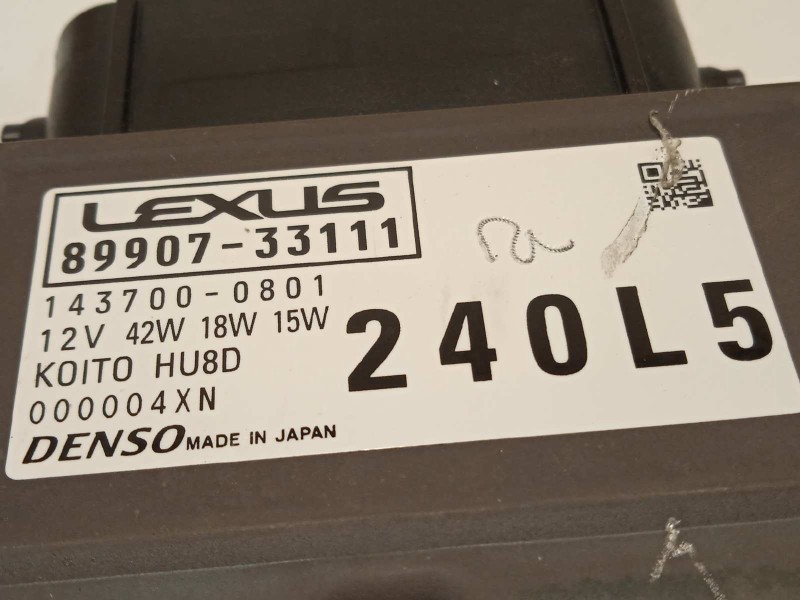 LEXUS
89907-33111
143700-0801
12V 42W 18W 15W
KOITO HU8D
000004XN
DENSO MADE IN JAPAN
240L5